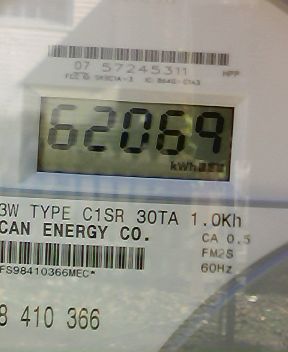 07 57245311 HPP
62069
kWh
3W TYPE C1SR 30TA 1.0Kh
CAN ENERGY CO.
CA 0.5
FM2S
60Hz
FS98410366MEC*
8 410 366